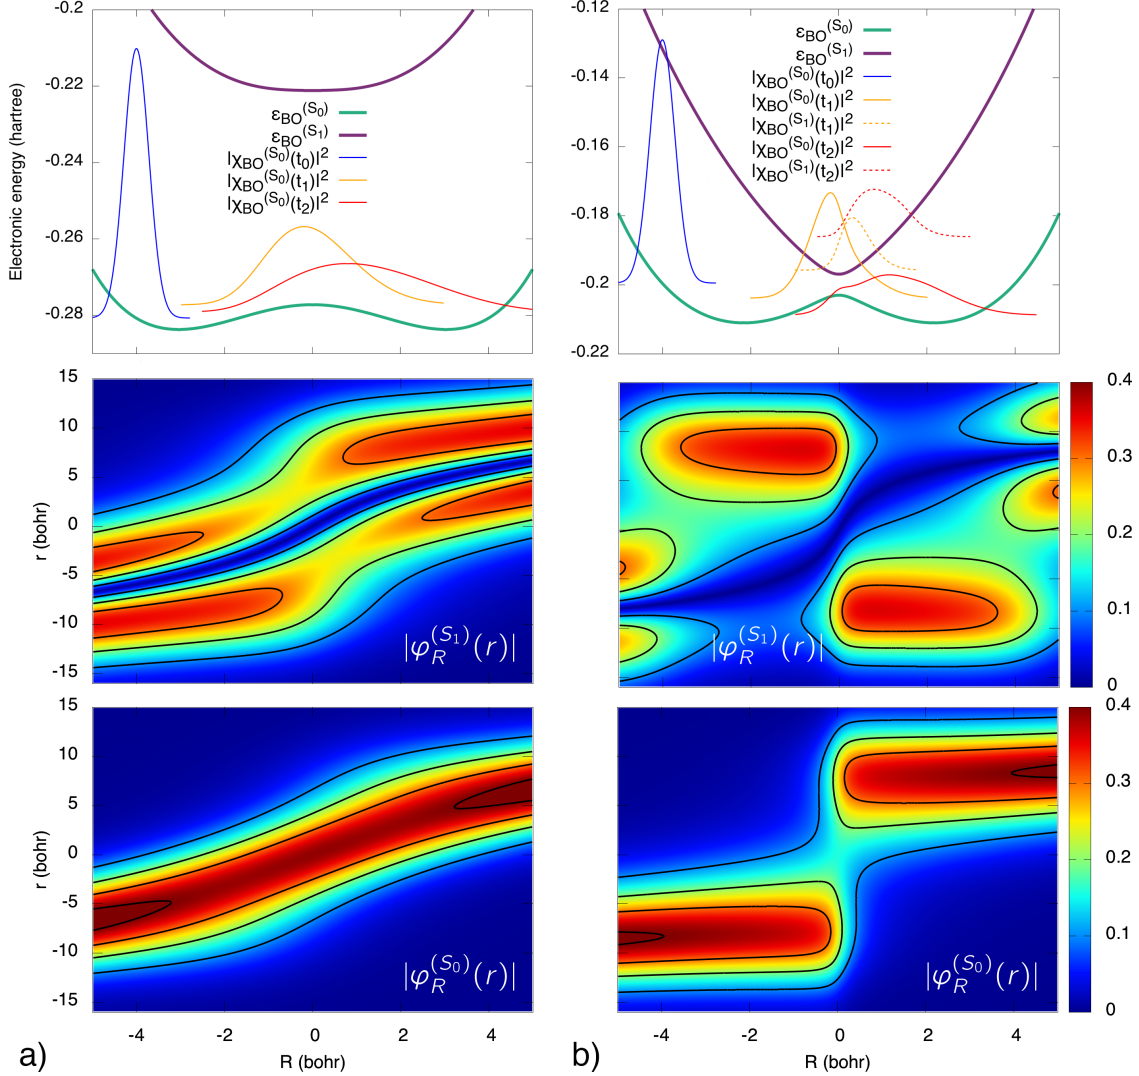 -0.2
-0.22
-0.24
-0.26
-0.28
Electronic energy (hartree)
εBO(S0)
εBO(S1)
|χBO(S0)(t0)|2
|χBO(S0)(t1)|2
|χBO(S0)(t2)|2
-0.12
-0.14
-0.16
-0.18
-0.2
-0.22
εBO(S0)
εBO(S1)
|χBO(S0)(t0)|2
|χBO(S0)(t1)|2
|χBO(S1)(t1)|2
|χBO(S0)(t2)|2
|χBO(S1)(t2)|2
15
10
5
0
-5
-10
-15
r (bohr)
|φR(S1)(r)|
|φR(S1)(r)|
0.4
0.3
0.2
0.1
0
15
10
5
0
-5
-10
-15
r (bohr)
|φR(S0)(r)|
|φR(S0)(r)|
0.4
0.3
0.2
0.1
0
-4 -2 0 2 4
R (bohr)
-4 -2 0 2 4
R (bohr)
a)
b)